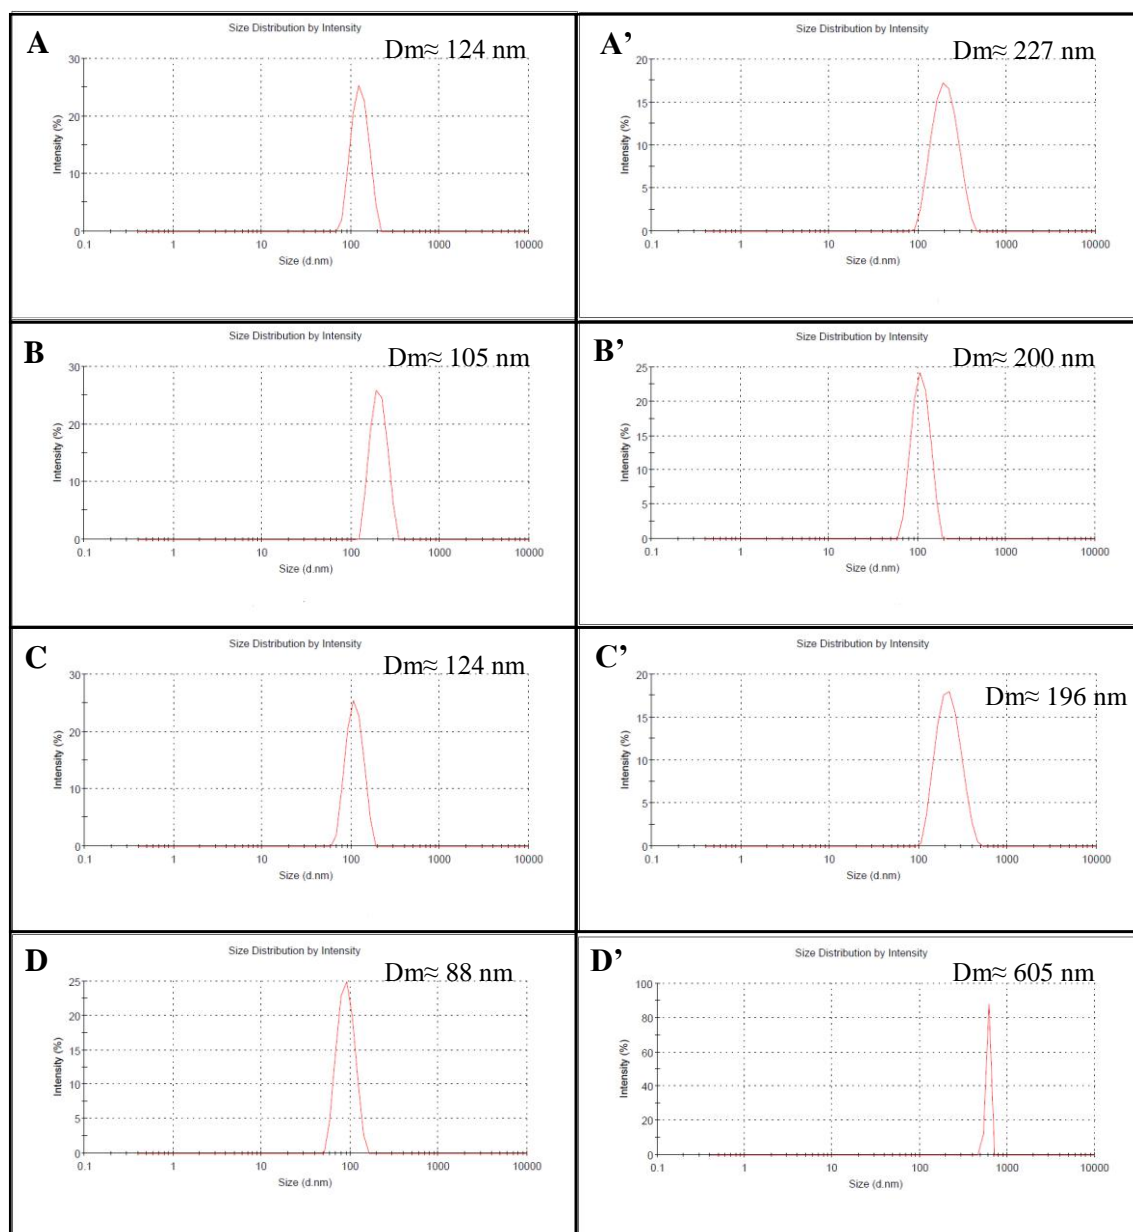 A
Size Distribution by Intensity
Dm≈ 124 nm
Intensity (%)
30
20
10
0
0.1 1 10 100 1000 10000
Size (d.nm)
A’
Size Distribution by Intensity
Dm≈ 227 nm
Intensity (%)
20
15
10
5
0
0.1 1 10 100 1000 10000
Size (d.nm)
B
Size Distribution by Intensity
Dm≈ 105 nm
Intensity (%)
30
20
10
0
0.1 1 10 100 1000 10000
Size (d.nm)
B’
Size Distribution by Intensity
Dm≈ 200 nm
Intensity (%)
25
20
15
10
5
0
0.1 1 10 100 1000 10000
Size (d.nm)
C
Size Distribution by Intensity
Dm≈ 124 nm
Intensity (%)
30
20
10
0
0.1 1 10 100 1000 10000
Size (d.nm)
C’
Size Distribution by Intensity
Dm≈ 196 nm
Intensity (%)
20
15
10
5
0
0.1 1 10 100 1000 10000
Size (d.nm)
D
Size Distribution by Intensity
Dm≈ 88 nm
Intensity (%)
25
20
15
10
5
0
0.1 1 10 100 1000 10000
Size (d.nm)
D’
Size Distribution by Intensity
Dm≈ 605 nm
Intensity (%)
100
80
60
40
20
0
0.1 1 10 100 1000 10000
Size (d.nm)